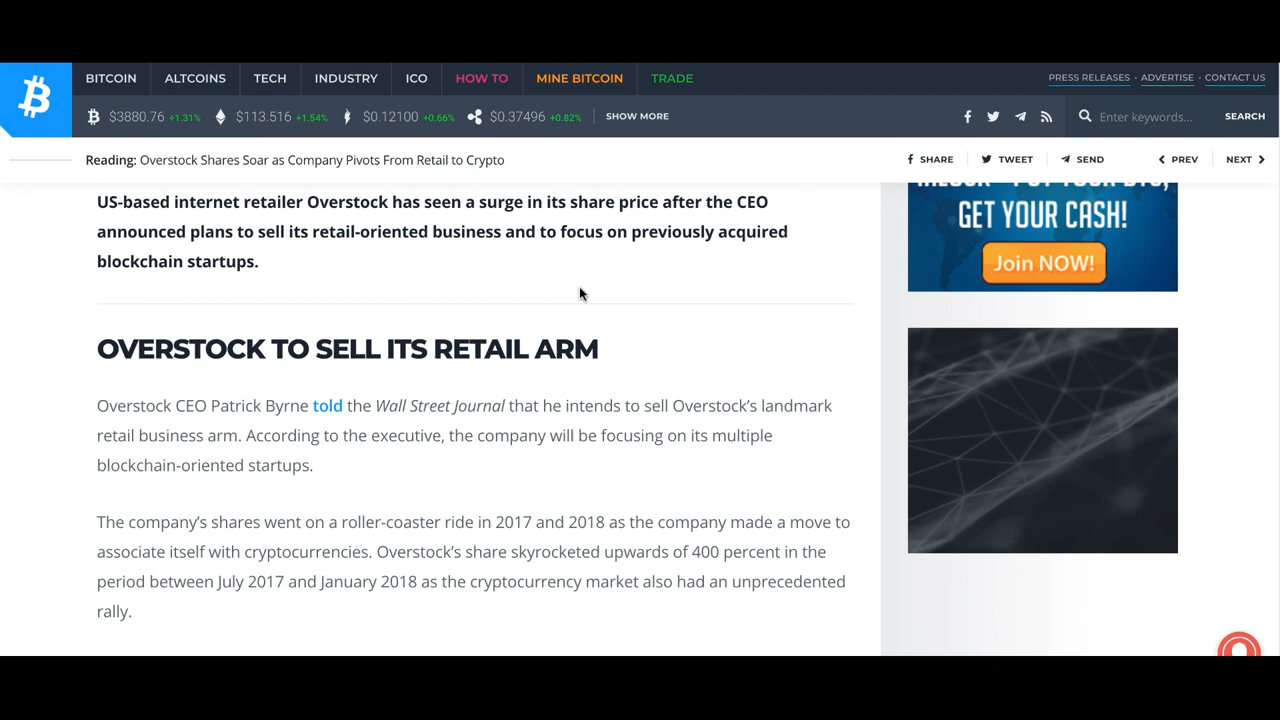 BITCOIN ALTCOINS TECH INDUSTRY ICO HOW TO MINE BITCOIN TRADE PRESS RELEASES · ADVERTISE · CONTACT US
$3880.76 +1.31% $113.516 +1.54% $0.12100 +0.66% $0.37496 +0.82% SHOW MORE Enter keywords... SEARCH
Reading: Overstock Shares Soar as Company Pivots From Retail to Crypto SHARE TWEET SEND PREV NEXT
US-based internet retailer Overstock has seen a surge in its share price after the CEO
announced plans to sell its retail-oriented business and to focus on previously acquired
blockchain startups.
GET YOUR CASH!
Join NOW!
OVERSTOCK TO SELL ITS RETAIL ARM
Overstock CEO Patrick Byrne told the Wall Street Journal that he intends to sell Overstock’s landmark
retail business arm. According to the executive, the company will be focusing on its multiple
blockchain-oriented startups.
The company’s shares went on a roller-coaster ride in 2017 and 2018 as the company made a move to
associate itself with cryptocurrencies. Overstock’s share skyrocketed upwards of 400 percent in the
period between July 2017 and January 2018 as the cryptocurrency market also had an unprecedented
rally.